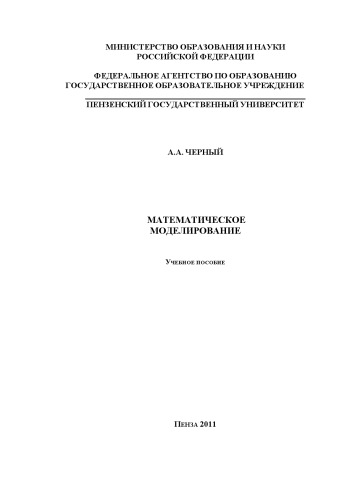 МИНИСТЕРСТВО ОБРАЗОВАНИЯ И НАУКИ
РОССИЙСКОЙ ФЕДЕРАЦИИ
ФЕДЕРАЛЬНОЕ АГЕНТСТВО ПО ОБРАЗОВАНИЮ
ГОСУДАРСТВЕННОЕ ОБРАЗОВАТЕЛЬНОЕ УЧРЕЖДЕНИЕ
ПЕНЗЕНСКИЙ ГОСУДАРСТВЕННЫЙ УНИВЕРСИТЕТ
А.А. ЧЕРНЫЙ
МАТЕМАТИЧЕСКОЕ
МОДЕЛИРОВАНИЕ
УЧЕБНОЕ ПОСОБИЕ
ПЕНЗА 2011